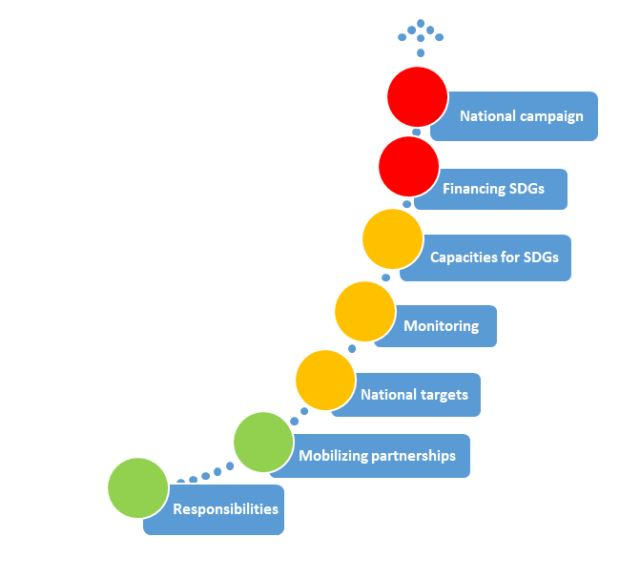 National campaign
Financing SDGs
Capacities for SDGs
Monitoring
National targets
Mobilizing partnerships
Responsibilities